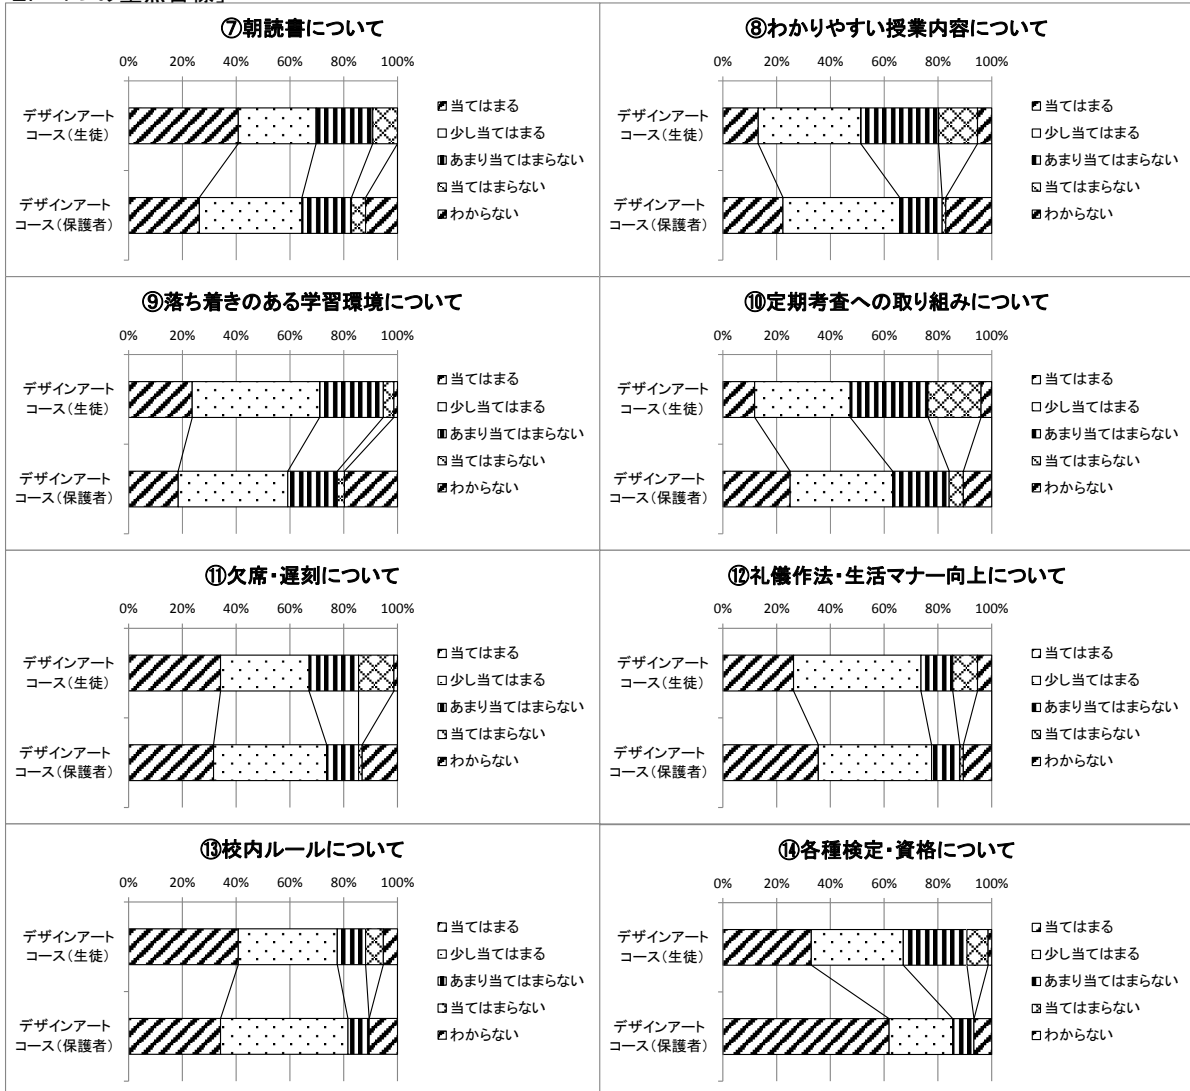 ⑦朝読書について
0% 20% 40% 60% 80% 100%
デザインアート
コース(生徒)
デザインアート
コース(保護者)
当てはまる
少し当てはまる
あまり当てはまらない
当てはまらない
わからない
⑧わかりやすい授業内容について
0% 20% 40% 60% 80% 100%
デザインアート
コース(生徒)
デザインアート
コース(保護者)
当てはまる
少し当てはまる
あまり当てはまらない
当てはまらない
わからない
⑨落ち着きのある学習環境について
0% 20% 40% 60% 80% 100%
デザインアート
コース(生徒)
デザインアート
コース(保護者)
当てはまる
少し当てはまる
あまり当てはまらない
当てはまらない
わからない
⑩定期考査への取り組みについて
0% 20% 40% 60% 80% 100%
デザインアート
コース(生徒)
デザインアート
コース(保護者)
当てはまる
少し当てはまる
あまり当てはまらない
当てはまらない
わからない
⑪欠席・遅刻について
0% 20% 40% 60% 80% 100%
デザインアート
コース(生徒)
デザインアート
コース(保護者)
当てはまる
少し当てはまる
あまり当てはまらない
当てはまらない
わからない
⑫礼儀作法・生活マナー向上について
0% 20% 40% 60% 80% 100%
デザインアート
コース(生徒)
デザインアート
コース(保護者)
当てはまる
少し当てはまる
あまり当てはまらない
当てはまらない
わからない
⑬校内ルールについて
0% 20% 40% 60% 80% 100%
デザインアート
コース(生徒)
デザインアート
コース(保護者)
当てはまる
少し当てはまる
あまり当てはまらない
当てはまらない
わからない
⑭各種検定・資格について
0% 20% 40% 60% 80% 100%
デザインアート
コース(生徒)
デザインアート
コース(保護者)
当てはまる
少し当てはまる
あまり当てはまらない
当てはまらない
わからない